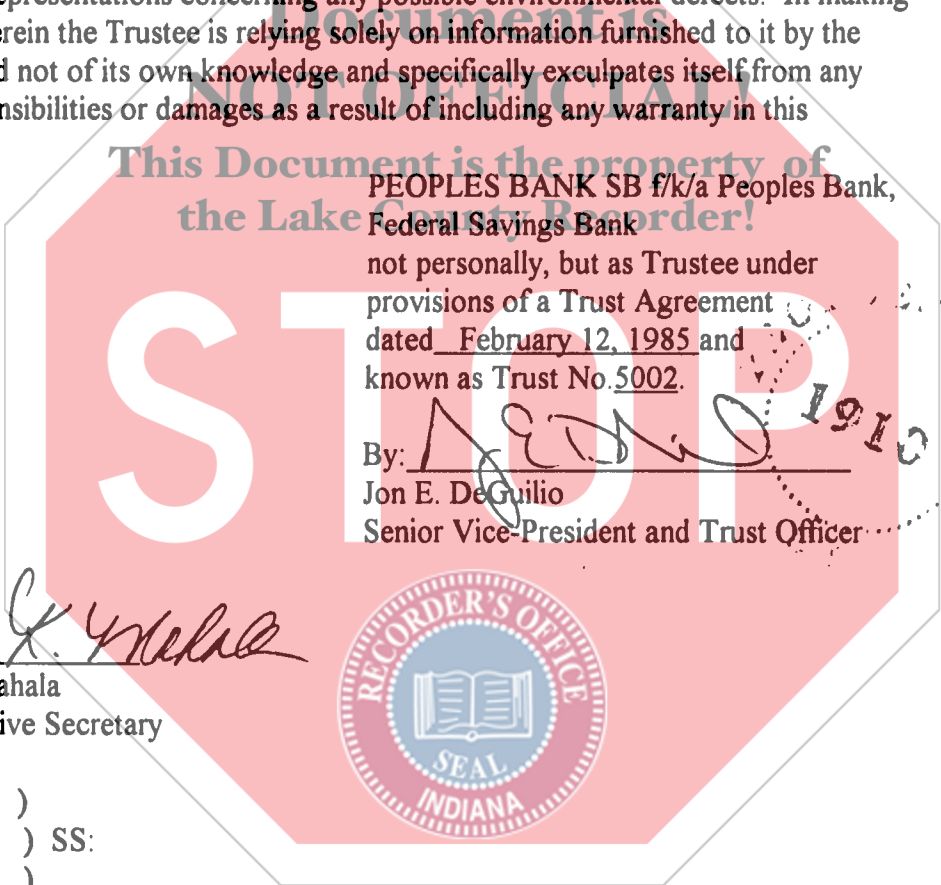 representations concerning any possible environmental defects. In making
Document is
erein the Trustee is relying solely on information furnished to it by the
d not of its own knowledge and specifically exculpates itself from any
NOT OFFICIAL!
nsibilities or damages as a result of including any warranty in this
This Document is the property of
the Lake County Recorder!
PEOPLES BANK SB f/k/a Peoples Bank,
Federal Savings Bank
not personally, but as Trustee under
provisions of a Trust Agreement
dated February 12, 1985 and
known as Trust No.5002.
STOP
1910
By:
Jon E. DeGuilio
Senior Vice-President and Trust Officer
ahala
ive Secretary
RECORDER'S OFFICE
SEAL
INDIANA
)
) SS:
)